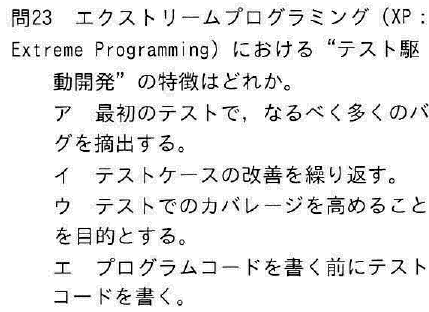 問23　エクストリームプログラミング（XP：
Extreme Programming）における“テスト駆
動開発”の特徴はどれか。
ア　最初のテストで，なるべく多くのバ
グを摘出する。
イ　テストケースの改善を繰り返す。
ウ　テストでのカバレージを高めること
を目的とする。
エ　プログラムコードを書く前にテスト
コードを書く。